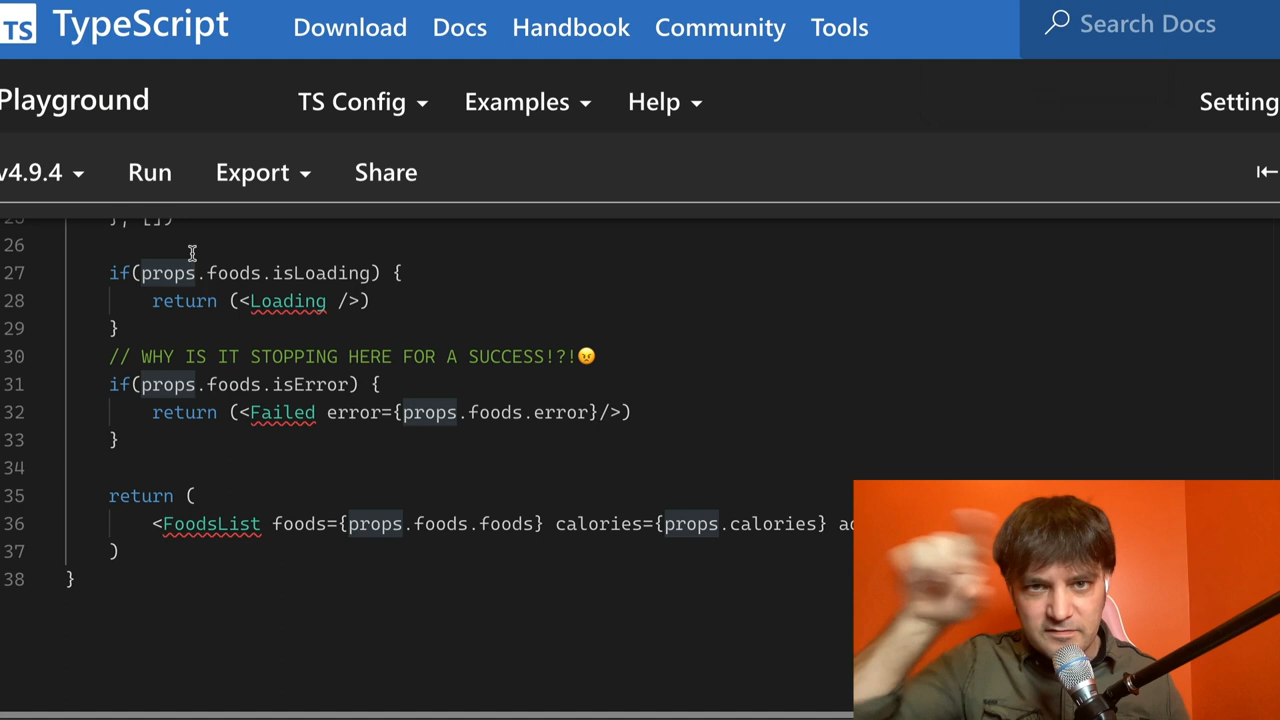 TS TypeScript Download Docs Handbook Community Tools Search Docs
Playground TS Config Examples Help Setting
v4.9.4 Run Export Share
25 }, [])
26
27 if(props.foods.isLoading) {
28 return (<Loading />)
29 }
30 // WHY IS IT STOPPING HERE FOR A SUCCESS!?!😠
31 if(props.foods.isError) {
32 return (<Failed error={props.foods.error}/>)
33 }
34
35 return (
36 <FoodsList foods={props.foods.foods} calories={props.calories}
37 )
38 }